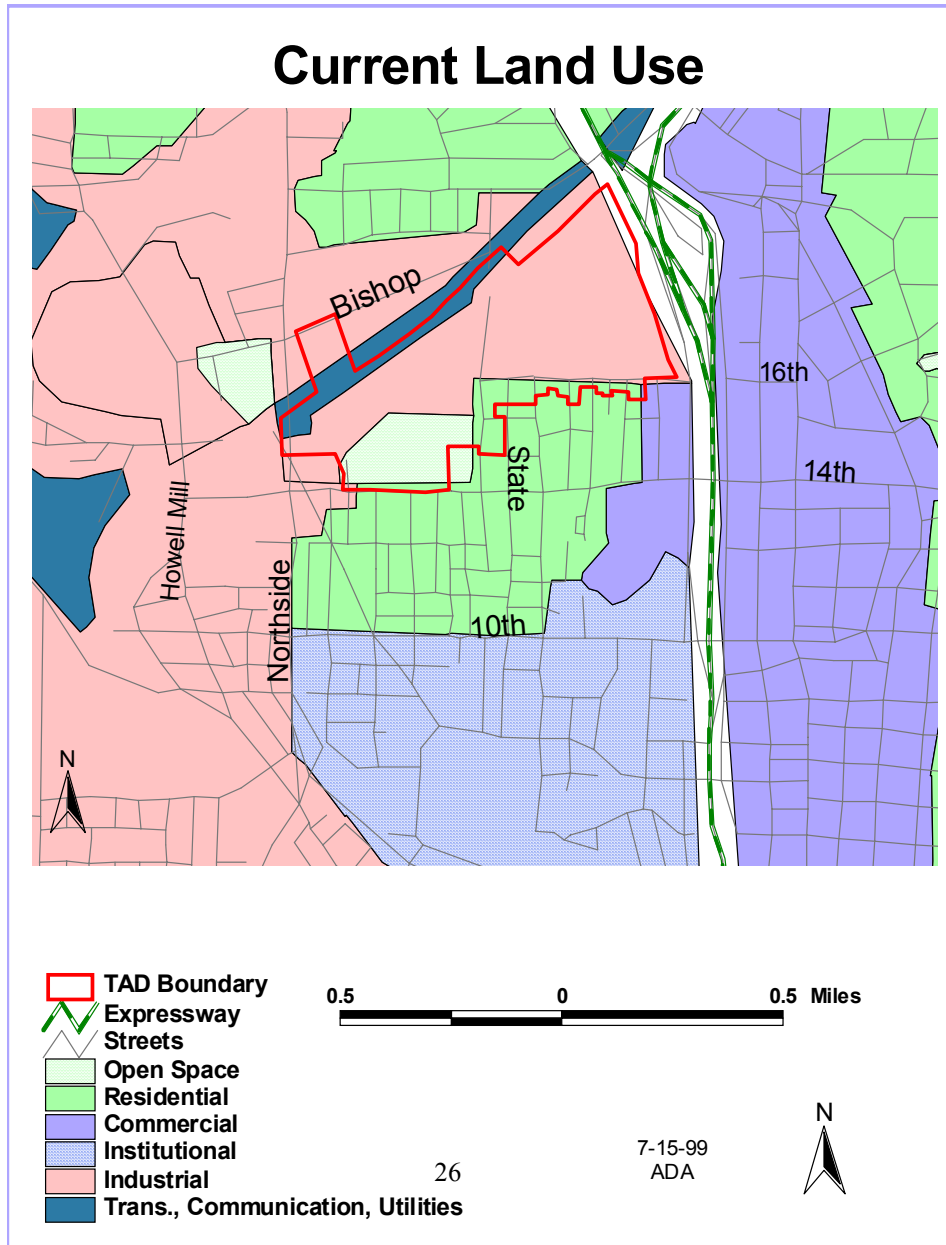 Current Land Use
Bishop
16th
14th
State
Howell Mill
Northside
10th
N
TAD Boundary
Expressway
Streets
Open Space
Residential
Commercial
Institutional
Industrial
Trans., Communication, Utilities
0.5 0 0.5 Miles
26
7-15-99
ADA
N